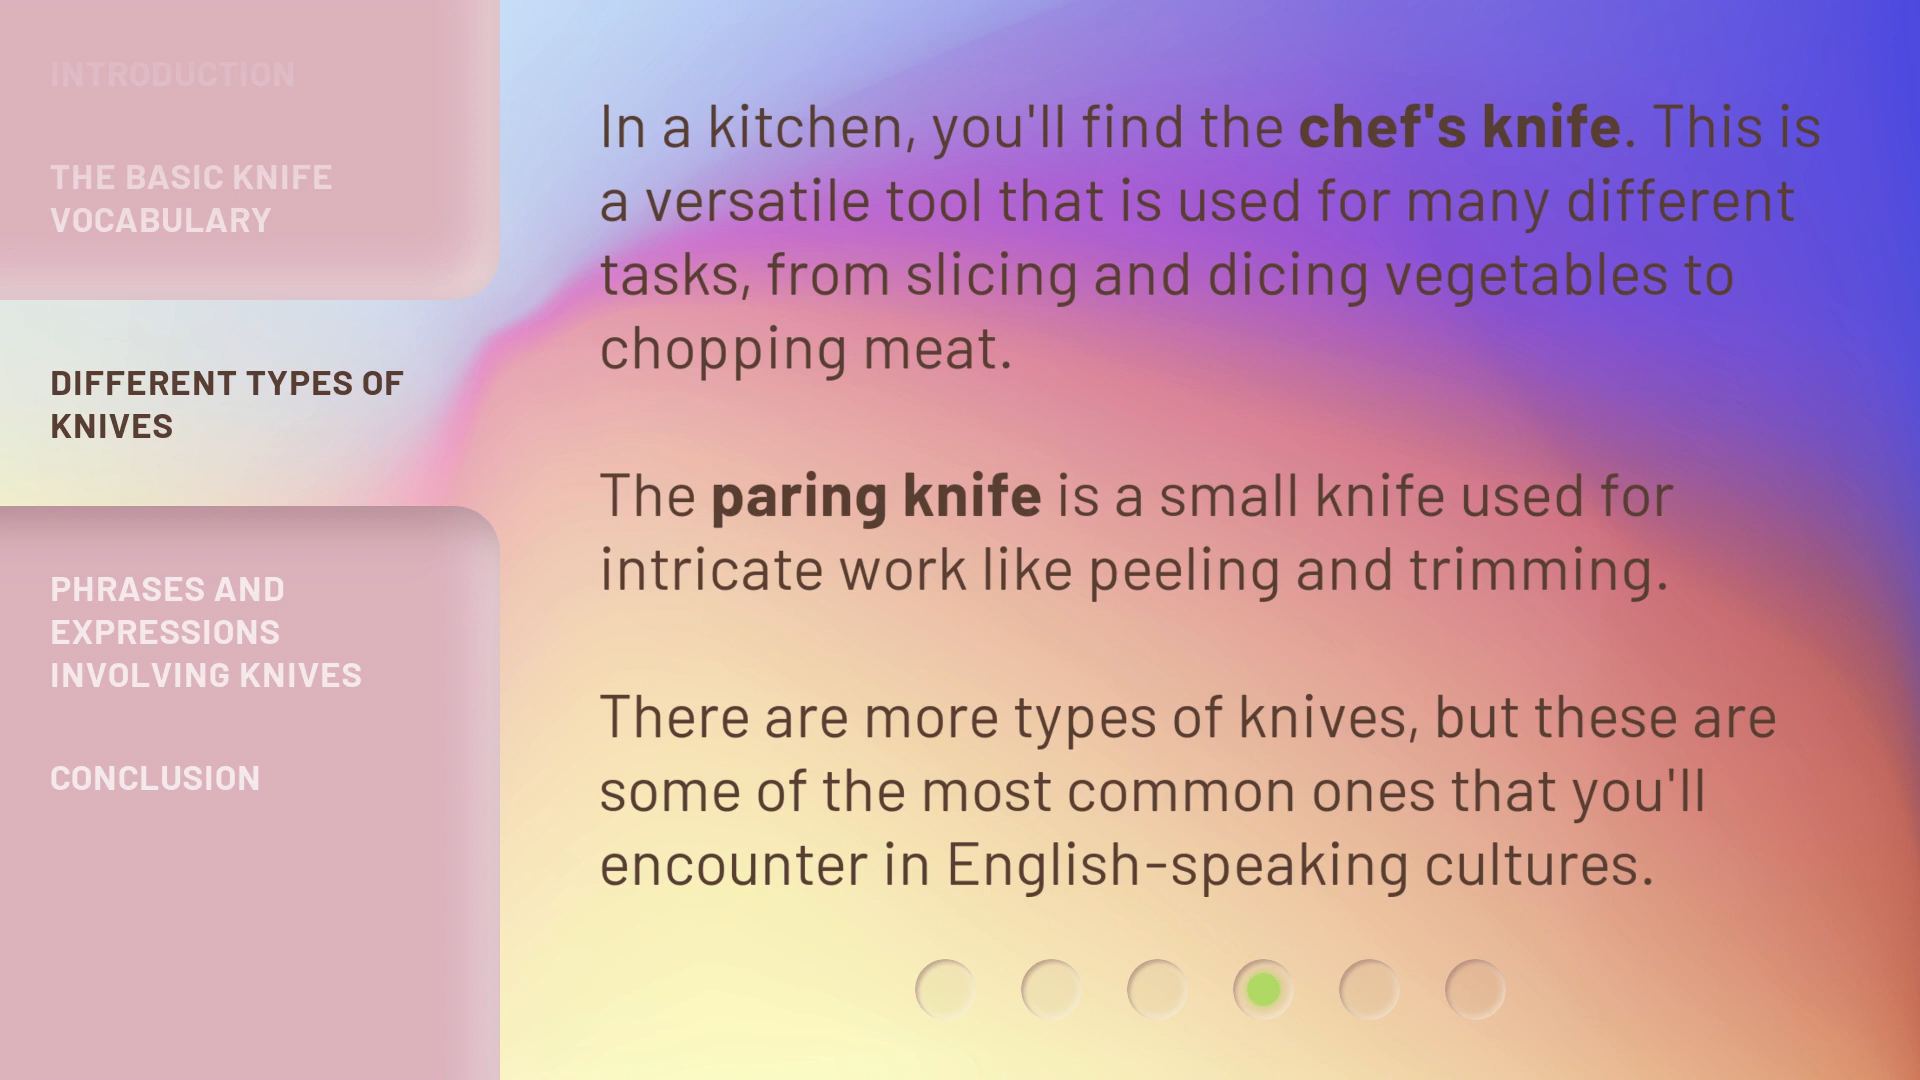 INTRODUCTION
THE BASIC KNIFE
VOCABULARY
DIFFERENT TYPES OF
KNIVES
PHRASES AND
EXPRESSIONS
INVOLVING KNIVES
CONCLUSION
In a kitchen, you'll find the chef's knife. This is
a versatile tool that is used for many different
tasks, from slicing and dicing vegetables to
chopping meat.
The paring knife is a small knife used for
intricate work like peeling and trimming.
There are more types of knives, but these are
some of the most common ones that you'll
encounter in English-speaking cultures.